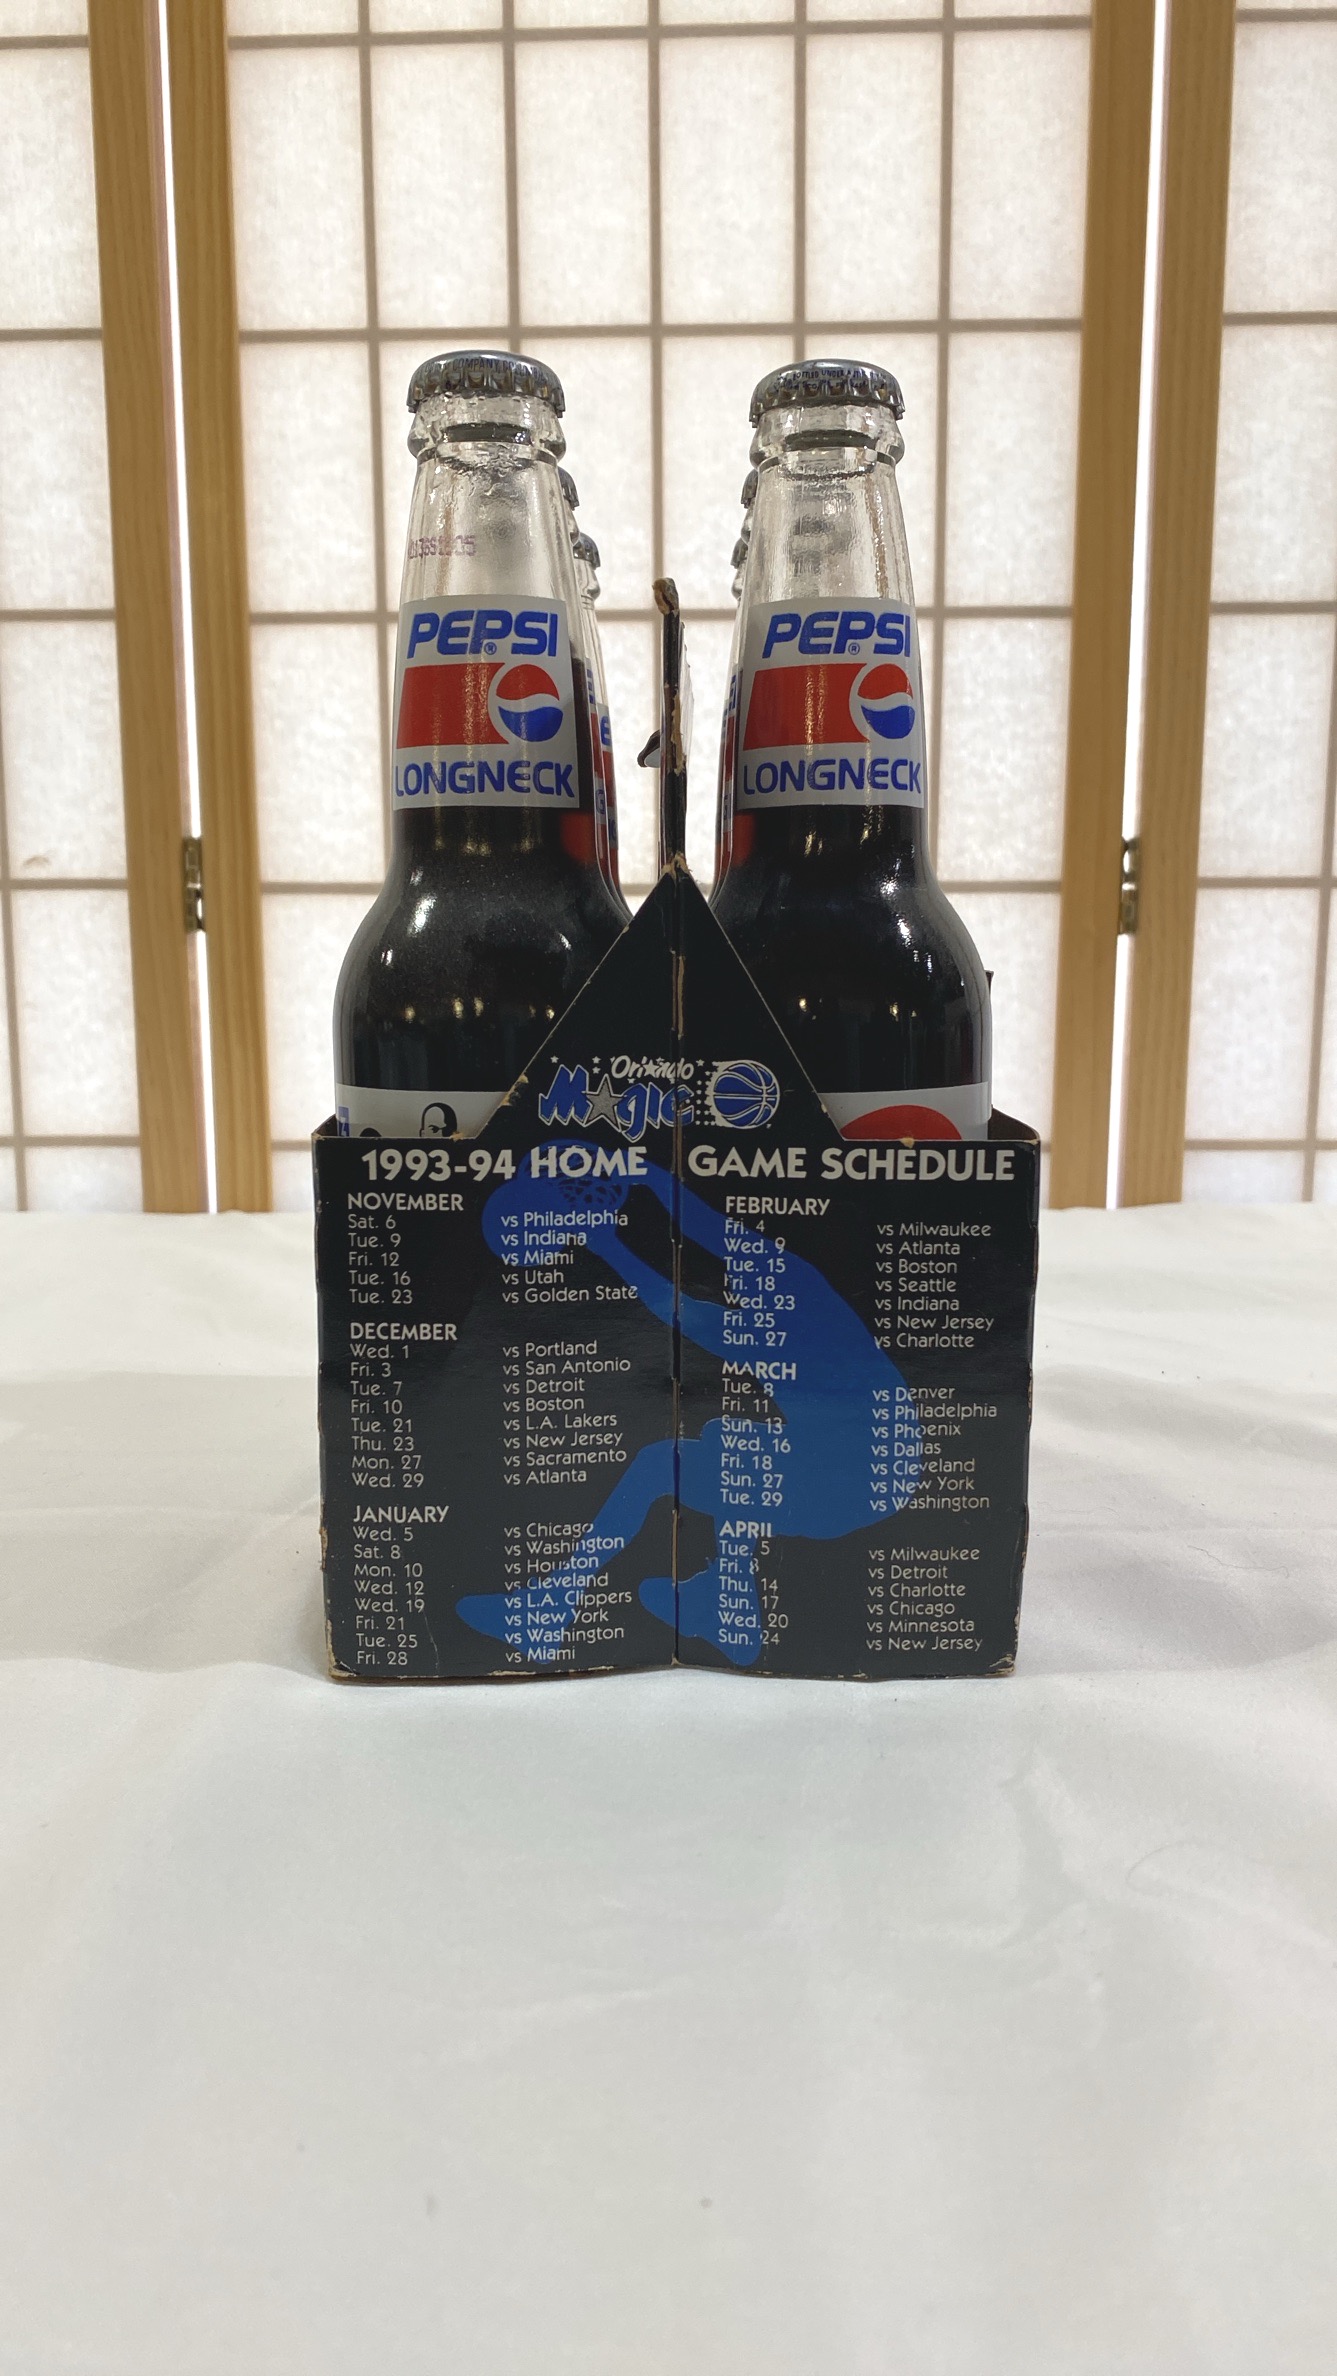 PEPSI
LONGNECK
PEPSI
LONGNECK
Orlando
Magic
1993-94 HOME GAME SCHEDULE
NOVEMBER
Sat. 6 vs Philadelphia
Tue. 9 vs Indiana
Fri. 12 vs Miami
Tue. 16 vs Utah
Tue. 23 vs Golden State
DECEMBER
Wed. 1 vs Portland
Fri. 3 vs San Antonio
Tue. 7 vs Detroit
Fri. 10 vs Boston
Tue. 21 vs L.A. Lakers
Thu. 23 vs New Jersey
Mon. 27 vs Sacramento
Wed. 29 vs Atlanta
JANUARY
Wed. 5 vs Chicago
Sat. 8 vs Washington
Mon. 10 vs Houston
Wed. 12 vs Cleveland
Wed. 19 vs L.A. Clippers
Fri. 21 vs New York
Tue. 25 vs Washington
Fri. 28 vs Miami
FEBRUARY
Fri. 4 vs Milwaukee
Wed. 9 vs Atlanta
Tue. 15 vs Boston
Fri. 18 vs Seattle
Wed. 23 vs Indiana
Fri. 25 vs New Jersey
Sun. 27 vs Charlotte
MARCH
Tue. 8 vs Denver
Fri. 11 vs Philadelphia
Sun. 13 vs Phoenix
Wed. 16 vs Dallas
Fri. 18 vs Cleveland
Sun. 27 vs New York
Tue. 29 vs Washington
APRIL
Tue. 5 vs Milwaukee
Fri. 8 vs Detroit
Thu. 14 vs Charlotte
Sun. 17 vs Chicago
Wed. 20 vs Minnesota
Sun. 24 vs New Jersey